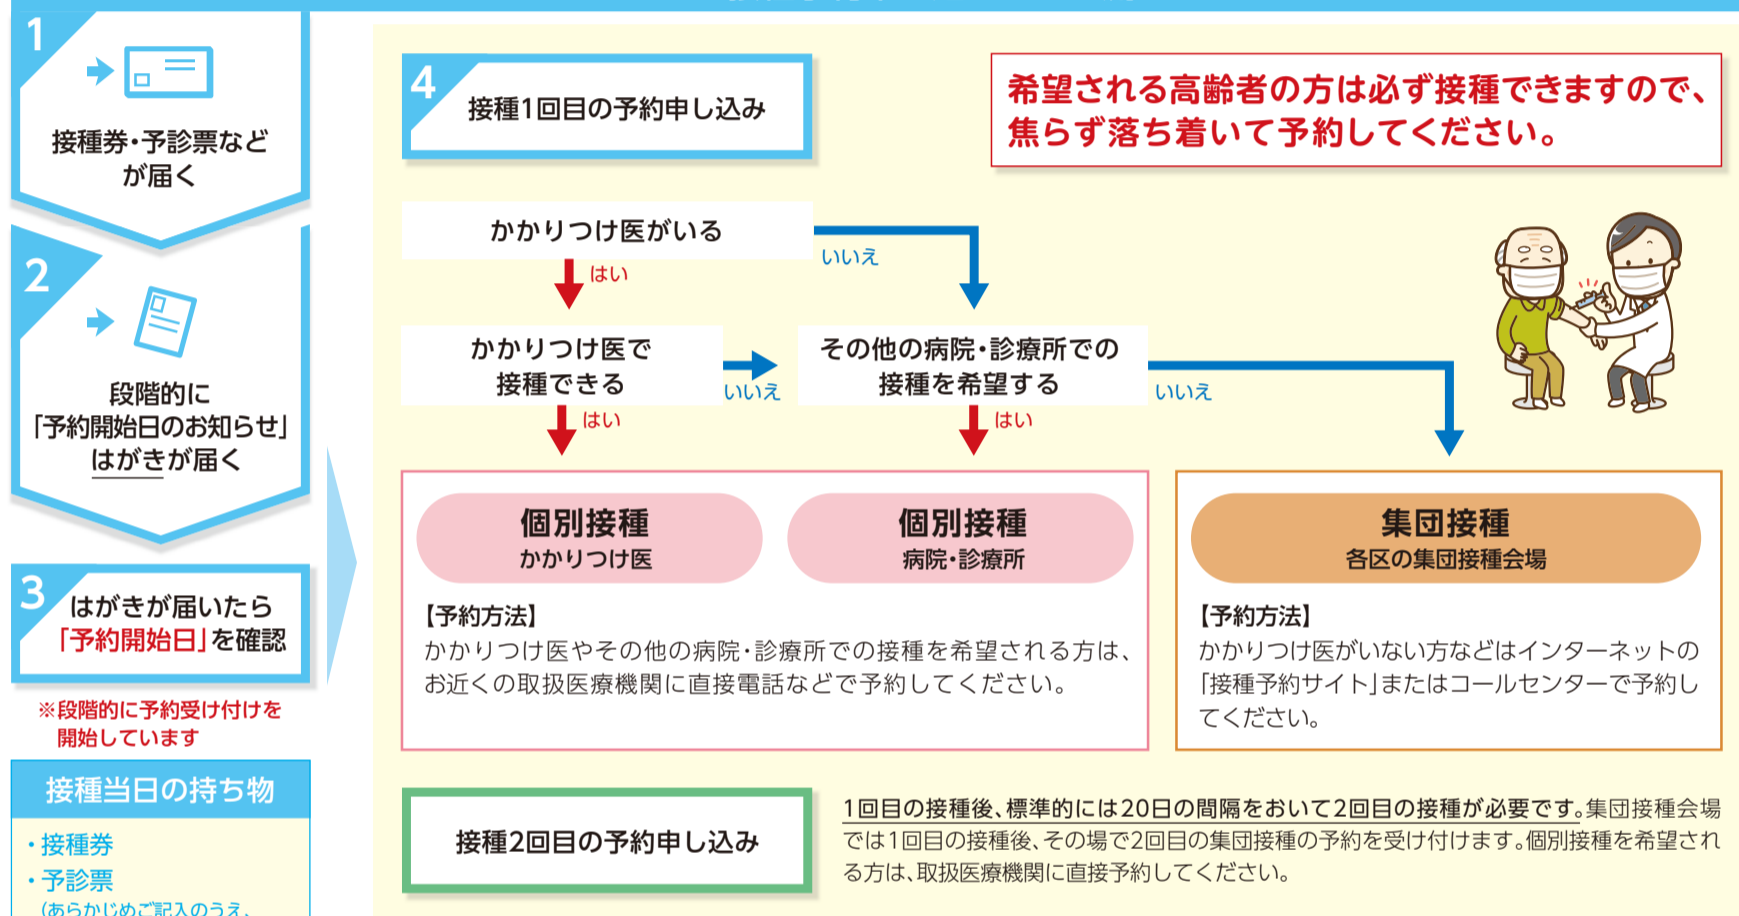 1
接種券・予診票など
が届く
2
段階的に
「予約開始日のお知らせ」
はがきが届く
3
はがきが届いたら
「予約開始日」を確認
※段階的に予約受け付けを
開始しています
接種当日の持ち物
・接種券
・予診票
(あらかじめご記入のうえ、
4
接種1回目の予約申し込み
希望される高齢者の方は必ず接種できますので、
焦らず落ち着いて予約してください。
かかりつけ医がいる
いいえ
はい
かかりつけ医で
接種できる
いいえ
はい
その他の病院・診療所での
接種を希望する
いいえ
はい
個別接種
かかりつけ医
個別接種
病院・診療所
【予約方法】
かかりつけ医やその他の病院・診療所での接種を希望される方は、
お近くの取扱医療機関に直接電話などで予約してください。
集団接種
各区の集団接種会場
【予約方法】
かかりつけ医がいない方などはインターネットの
「接種予約サイト」またはコールセンターで予約し
てください。
接種2回目の予約申し込み
1回目の接種後、標準的には20日の間隔をおいて2回目の接種が必要です。集団接種会場
では1回目の接種後、その場で2回目の集団接種の予約を受け付けます。個別接種を希望され
る方は、取扱医療機関に直接予約してください。